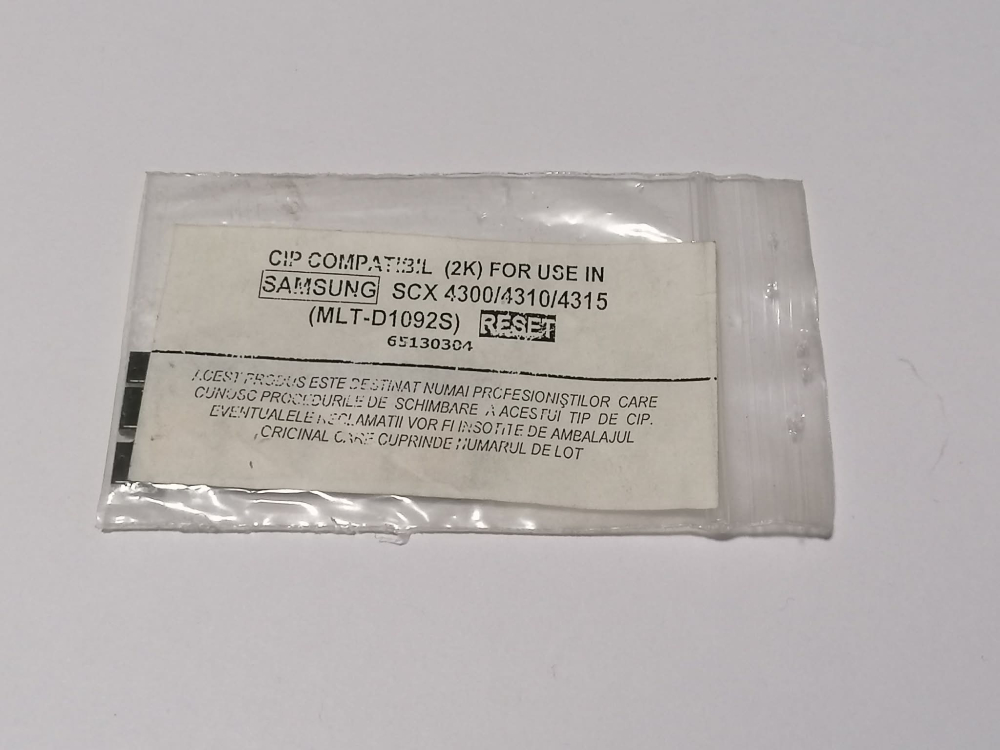 CIP COMPATIBIL (2K) FOR USE IN
SAMSUNG SCX 4300/4310/4315
(MLT-D1092S) RESET
65130304
ACEST PRODUS ESTE DESTINAT NUMAI PROFESIONIȘTILOR CARE
CUNOSC PROCEDURILE DE SCHIMBARE A ACESTUI TIP DE CIP.
EVENTUALELE RECLAMATII VOR FI INSOTITE DE AMBALAJUL
ORIGINAL CARE CUPRINDE NUMARUL DE LOT